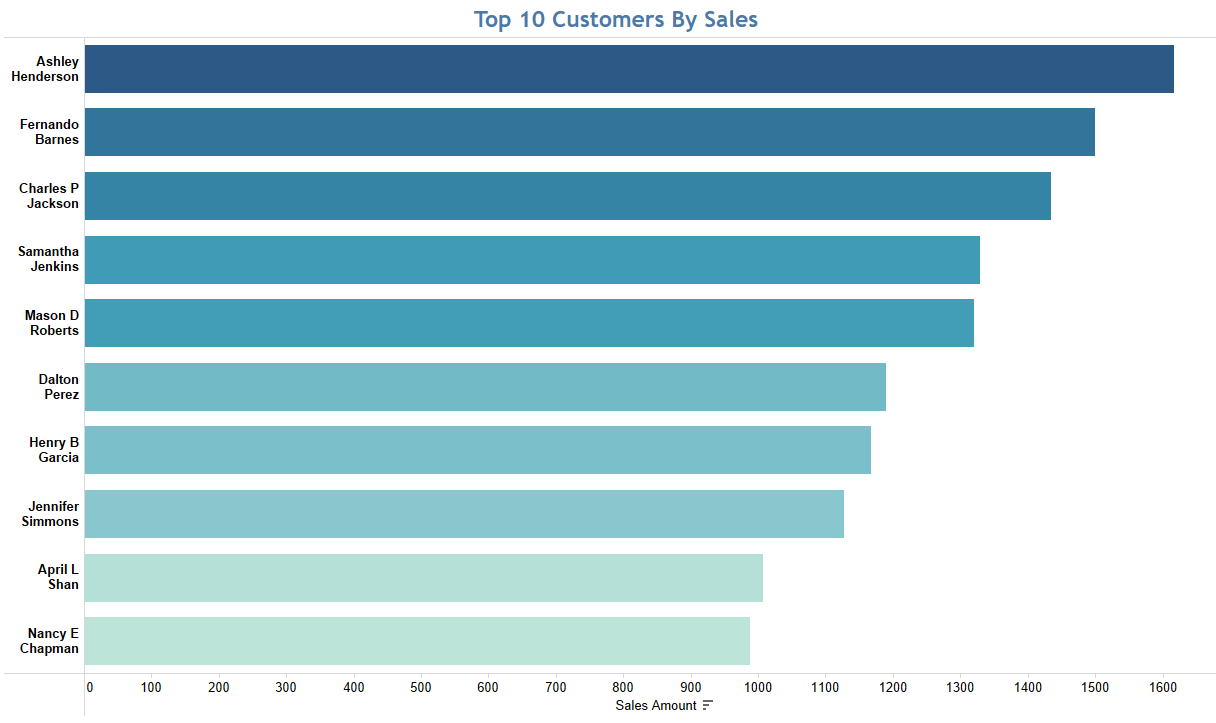 Top 10 Customers By Sales
Ashley
Henderson
Fernando
Barnes
Charles P
Jackson
Samantha
Jenkins
Mason D
Roberts
Dalton
Perez
Henry B
Garcia
Jennifer
Simmons
April L
Shan
Nancy E
Chapman
0 100 200 300 400 500 600 700 800 900 1000 1100 1200 1300 1400 1500 1600
Sales Amount